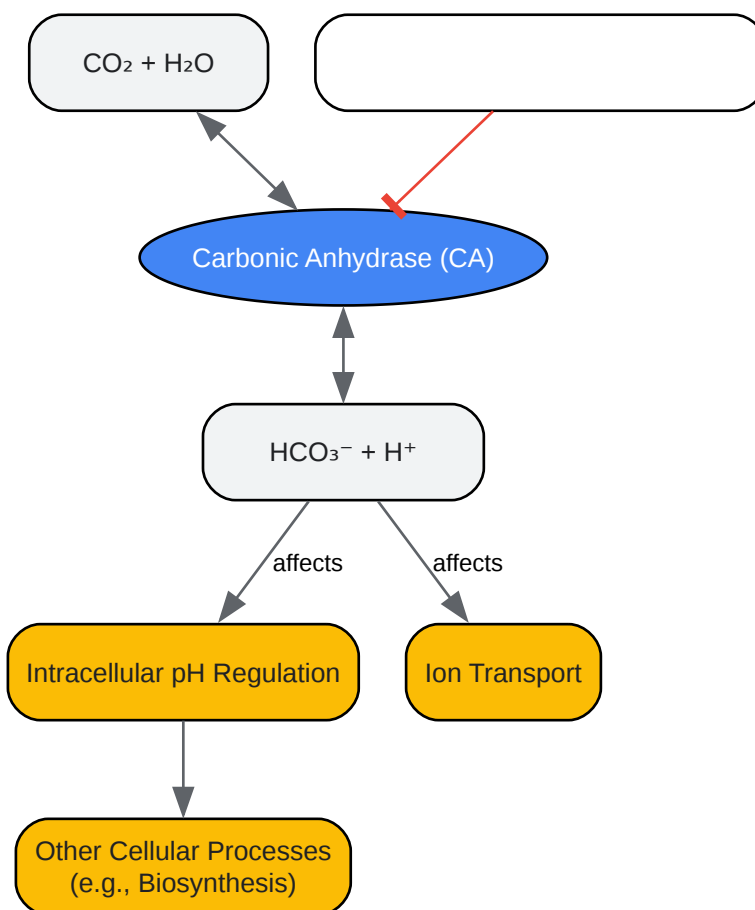 CO₂ + H₂O
Carbonic Anhydrase (CA)
HCO₃⁻ + H⁺
affects
affects
Intracellular pH Regulation
Ion Transport
Other Cellular Processes
(e.g., Biosynthesis)